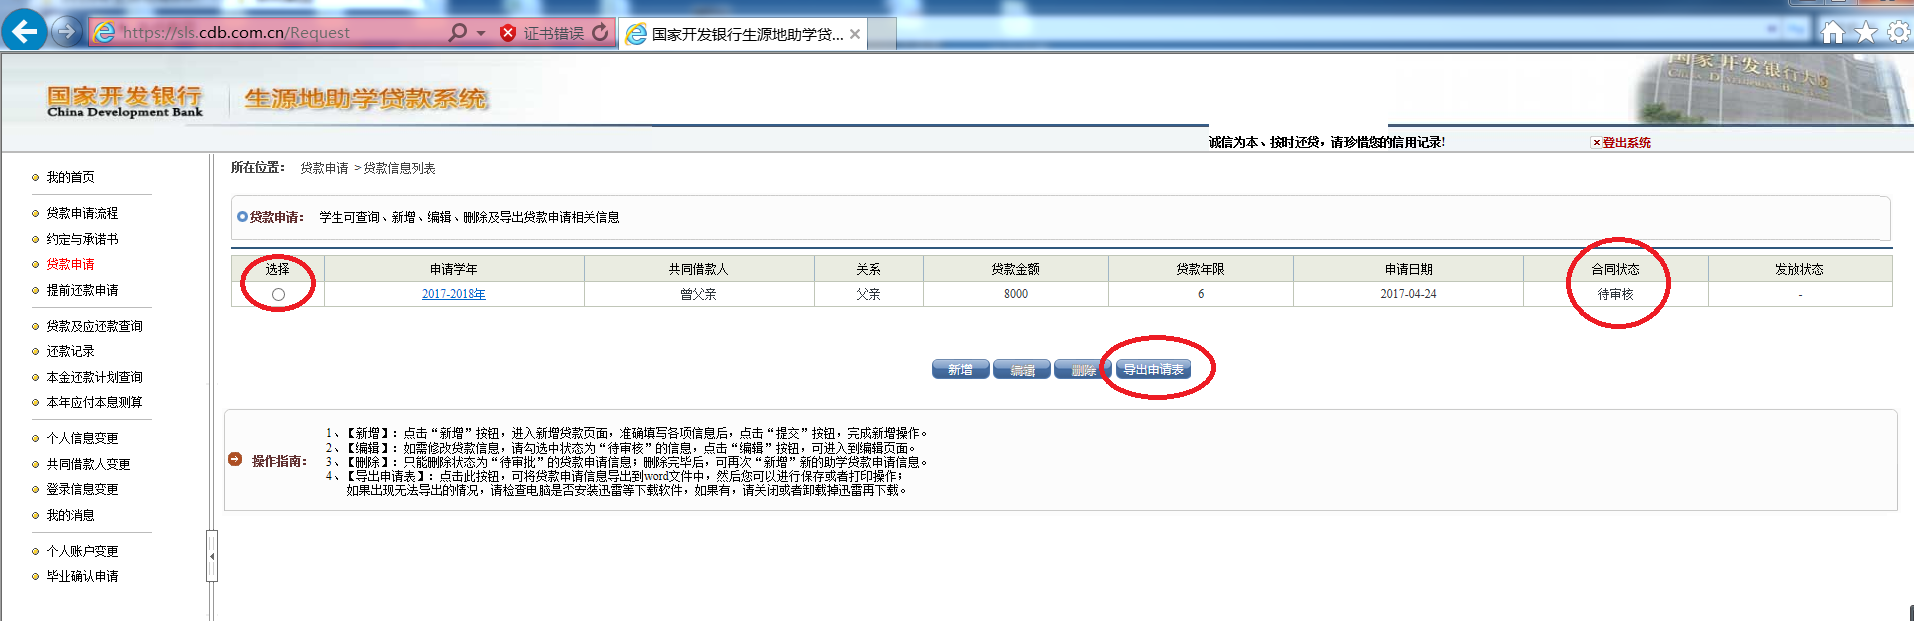 https://sls.cdb.com.cn/Request
证书错误
国家开发银行生源地助学贷...
国家开发银行
China Development Bank
生源地助学贷款系统
国家开发银行大厦
诚信为本、按时还贷，请珍惜您的信用记录!
登出系统
所在位置： 贷款申请 >贷款信息列表
我的首页
贷款申请流程
约定与承诺书
贷款申请
提前还款申请
贷款及应还款查询
还款记录
本金还款计划查询
本年应付本息测算
个人信息变更
共同借款人变更
登录信息变更
我的消息
个人账户变更
毕业确认申请
贷款申请： 学生可查询、新增、编辑、删除及导出贷款申请相关信息
选择 申请学年 共同借款人 关系 贷款金额 贷款年限 申请日期 合同状态 发放状态
2017-2018年 曾父亲 父亲 8000 6 2017-04-24 待审核 -
新增 编辑 删除 导出申请表
操作指南：
1、【新增】：点击“新增”按钮，进入新增贷款页面，准确填写各项信息后，点击“提交”按钮，完成新增操作。
2、【编辑】：如需修改贷款信息，请勾选中状态为“待审核”的信息，点击“编辑”按钮，可进入到编辑页面。
3、【删除】：只能删除状态为“待审批”的贷款申请信息；删除完毕后，可再次“新增”新的助学贷款申请信息。
4、【导出申请表】：点击此按钮，可将贷款申请信息导出到word文件中，然后您可以进行保存或者打印操作；
如果出现无法导出的情况，请检查电脑是否安装迅雷等下载软件，如果有，请关闭或者卸载掉迅雷再下载。